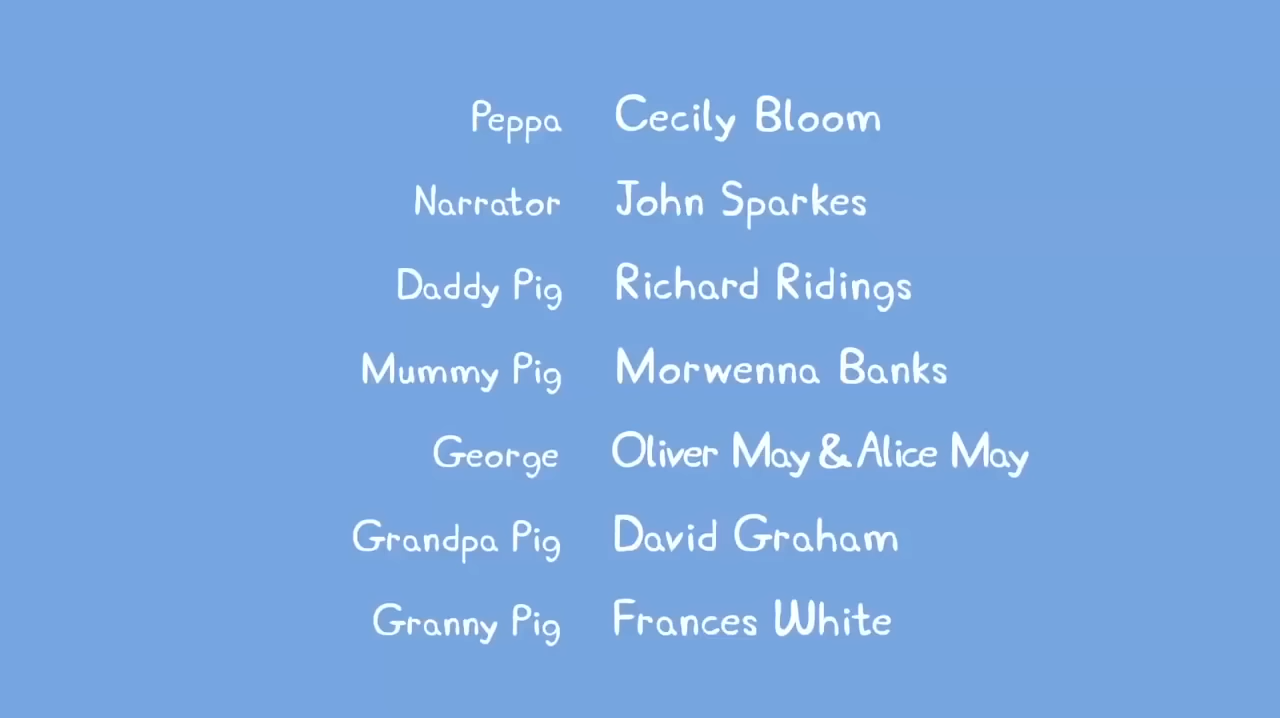 Peppa Cecily Bloom
Narrator John Sparkes
Daddy Pig Richard Ridings
Mummy Pig Morwenna Banks
George Oliver May & Alice May
Grandpa Pig David Graham
Granny Pig Frances White